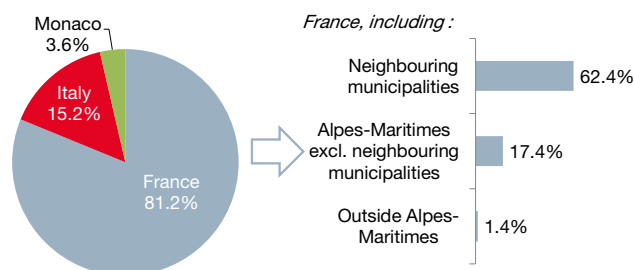 Monaco
3.6%
Italy
15.2%
France
81.2%
France, including :
Neighbouring
municipalities
62.4%
Alpes-Maritimes
excl. neighbouring
municipalities
17.4%
Outside Alpes-
Maritimes
1.4%